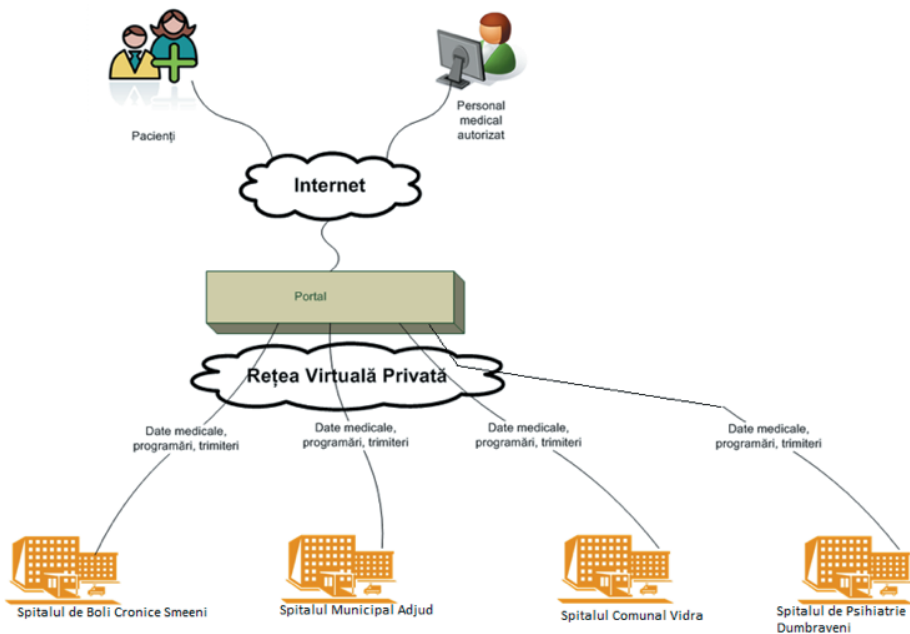 Pacienți
Personal
medical
autorizat
Internet
Portal
Rețea Virtuală Privată
Date medicale,
programări, trimiteri
Date medicale,
programări, trimiteri
Date medicale,
programări, trimiteri
Date medicale,
programări, trimiteri
Spitalul de Boli Cronice Smeeni
Spitalul Municipal Adjud
Spitalul Comunal Vidra
Spitalul de Psihiatrie
Dumbraveni